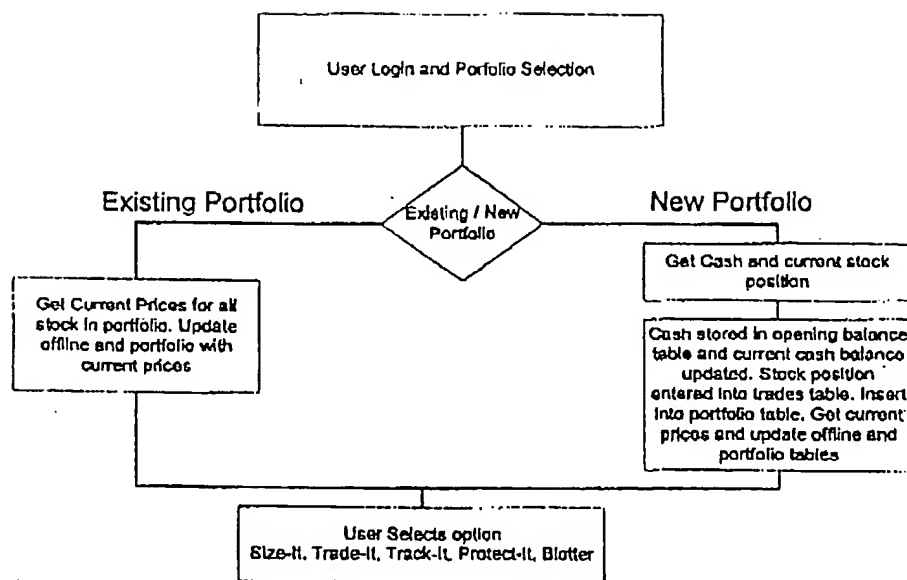 User Login and Porfolio Selection
Existing / New
Portfolio
Existing Portfolio
New Portfolio
Get Current Prices for all
stock in portfolio. Update
offline and portfolio with
current prices
Get Cash and current stock
position
Cash stored in opening balance
table and current cash balance
updated. Stock position
entered into trades table. Insert
into portfolio table. Get current
prices and update offline and
portfolio tables
User Selects option
Size-It, Trade-It, Track-It, Protect-It, Blotter